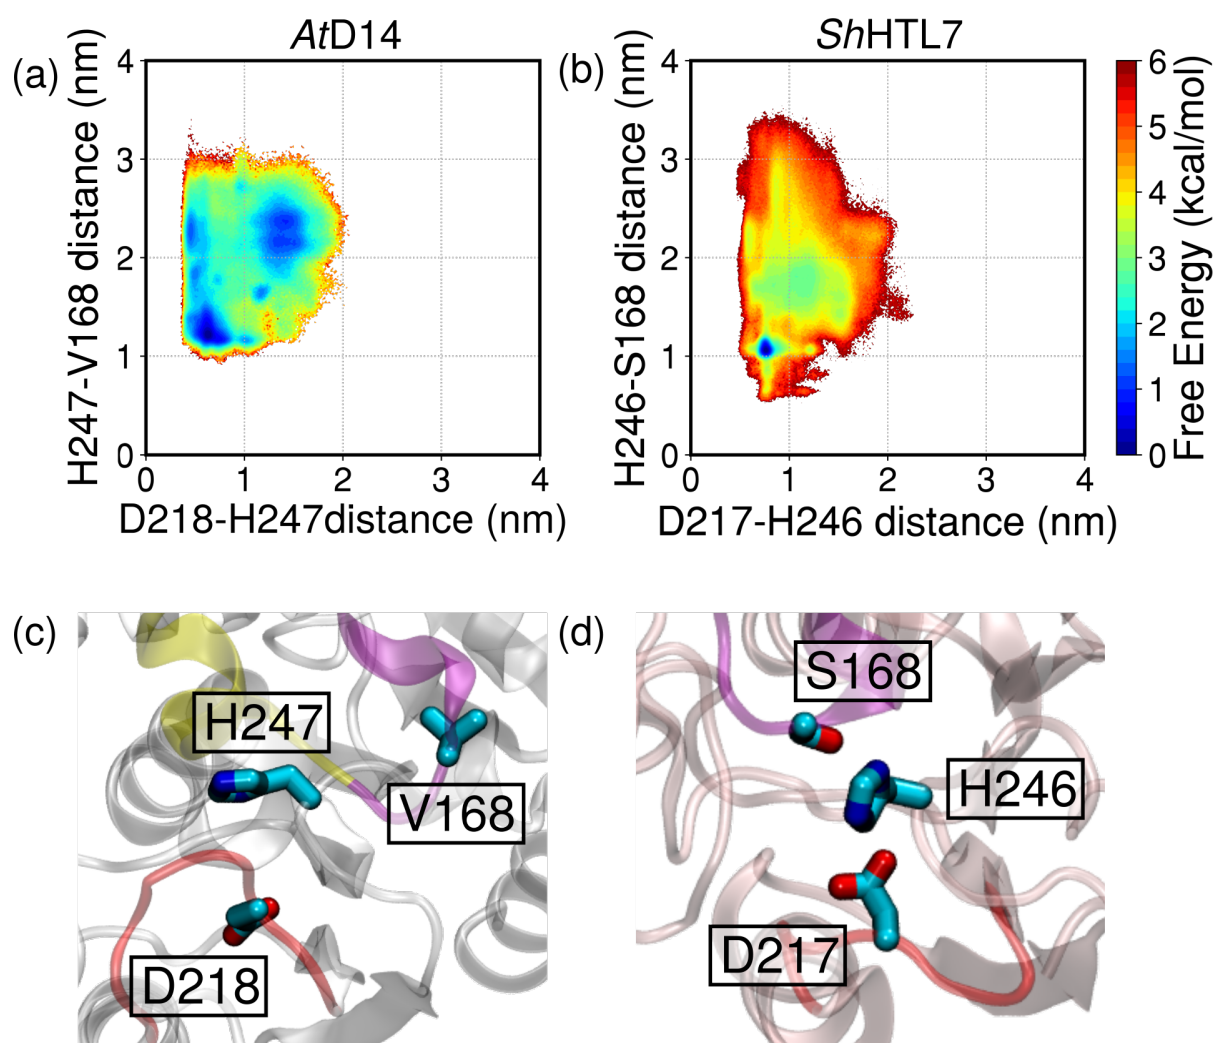 (a)
AtD14
H247-V168 distance (nm)
4
3
2
1
0
0 1 2 3 4
D218-H247distance (nm)
(b)
ShHTL7
H246-S168 distance (nm)
4
3
2
1
0
0 1 2 3 4
D217-H246 distance (nm)
6
5
4
3
2
1
0
Free Energy (kcal/mol)
(c)
H247
V168
D218
(d)
S168
H246
D217